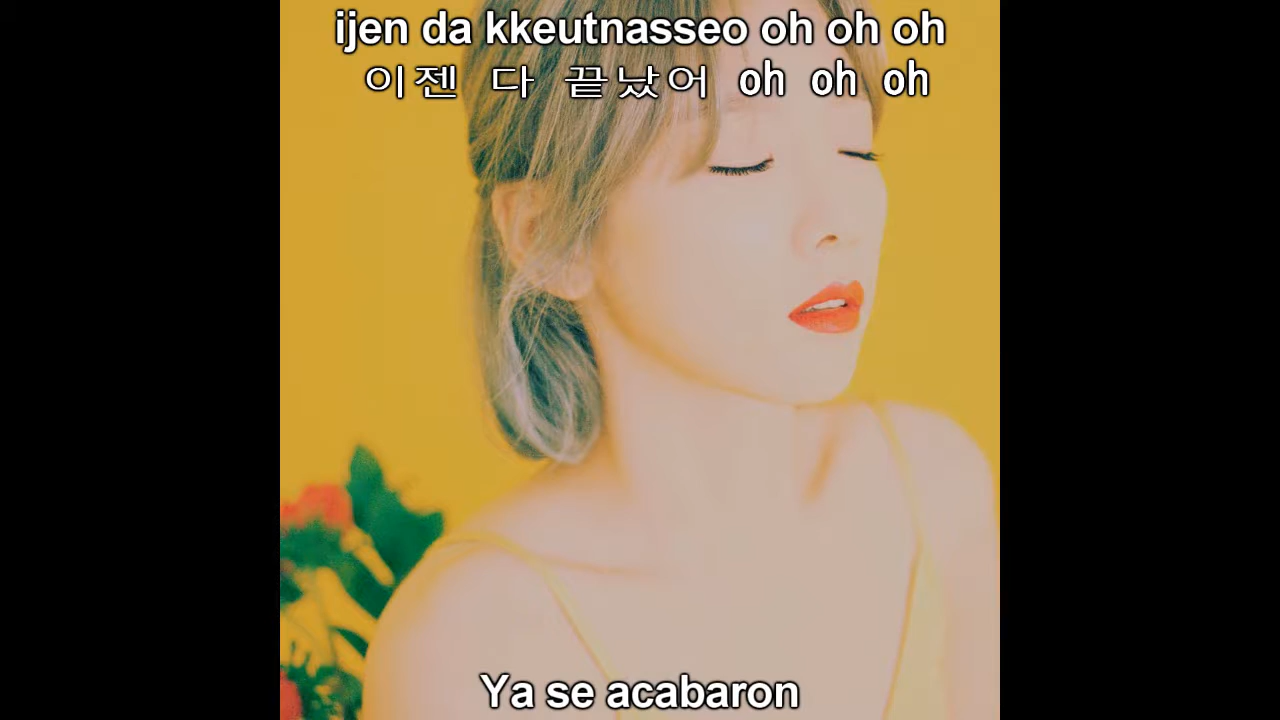 ijen da kkeutnasseo oh oh oh
이젠 다 끝났어 oh oh oh
Ya se acabaron